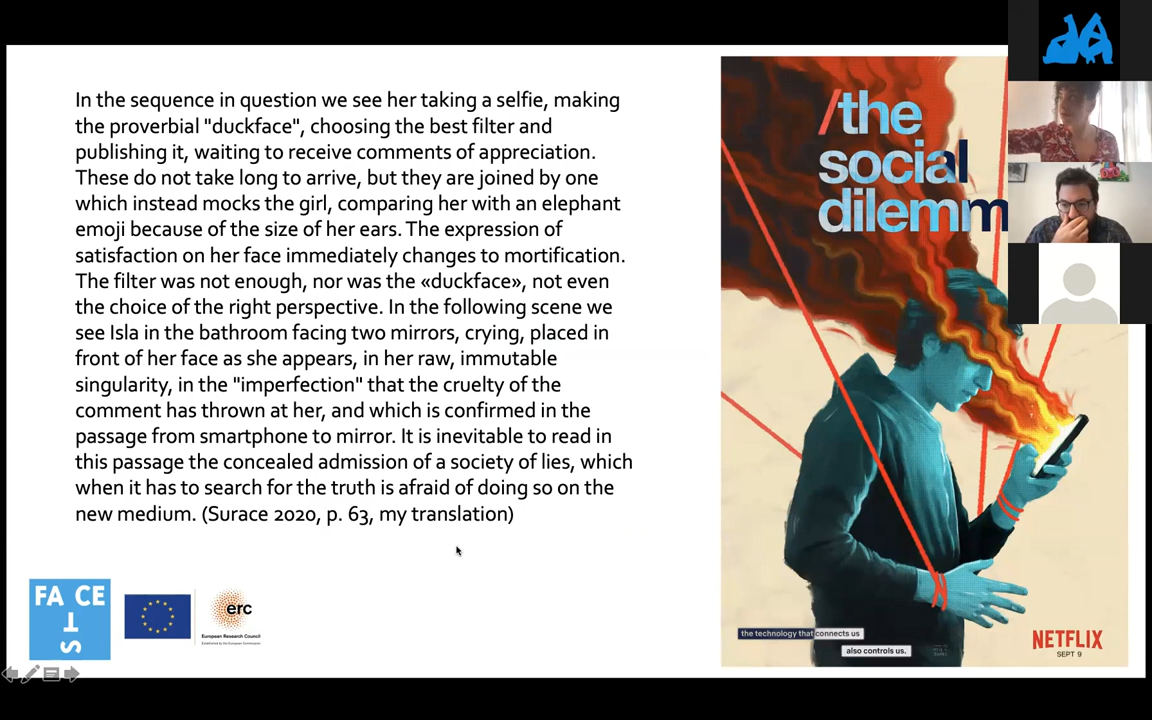 In the sequence in question we see her taking a selfie, making
the proverbial "duckface", choosing the best filter and
publishing it, waiting to receive comments of appreciation.
These do not take long to arrive, but they are joined by one
which instead mocks the girl, comparing her with an elephant
emoji because of the size of her ears. The expression of
satisfaction on her face immediately changes to mortification.
The filter was not enough, nor was the «duckface», not even
the choice of the right perspective. In the following scene we
see Isla in the bathroom facing two mirrors, crying, placed in
front of her face as she appears, in her raw, immutable
singularity, in the "imperfection" that the cruelty of the
comment has thrown at her, and which is confirmed in the
passage from smartphone to mirror. It is inevitable to read in
this passage the concealed admission of a society of lies, which
when it has to search for the truth is afraid of doing so on the
new medium. (Surace 2020, p. 63, my translation)
/the
social
dilemm
the technology that connects us
also controls us.
NETFLIX
SEPT 9
FACE
T
S
erc
European Research Council
Established by the European Commission